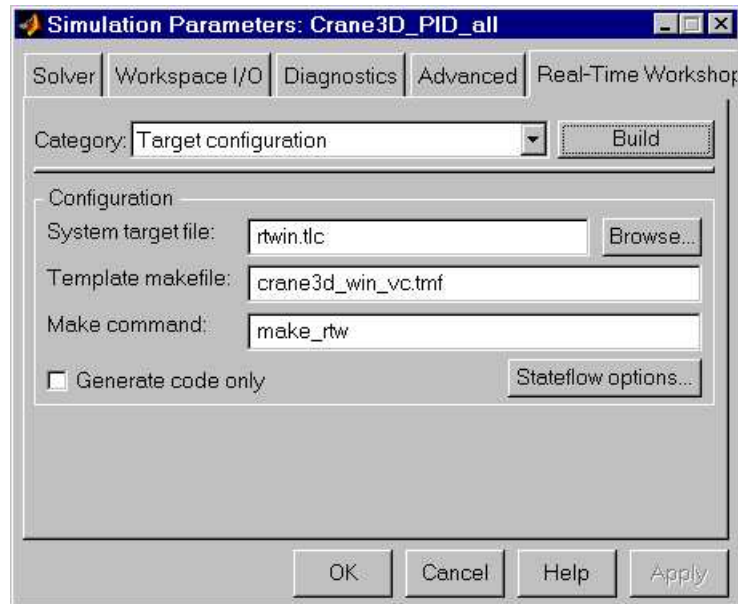 Simulation Parameters: Crane3D_PID_all
Solver Workspace I/O Diagnostics Advanced Real-Time Workshop
Category: Target configuration Build
Configuration
System target file: rtwin.tlc Browse...
Template makefile: crane3d_win_vc.tmf
Make command: make_rtw
Generate code only Stateflow options...
OK Cancel Help Apply